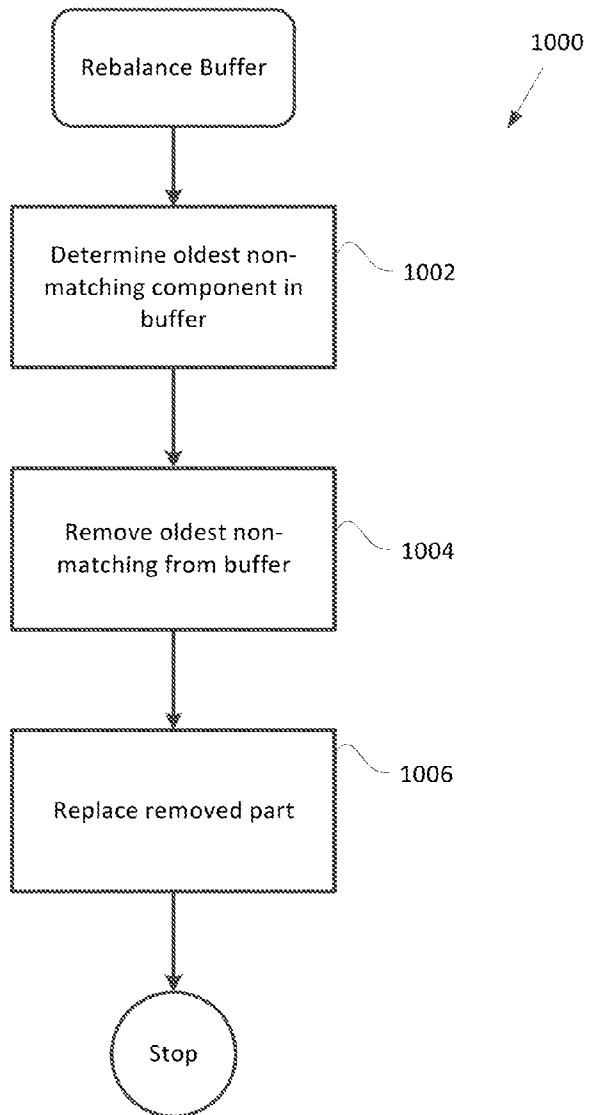 Rebalance Buffer
1000
Determine oldest non-
matching component in
buffer
1002
Remove oldest non-
matching from buffer
1004
Replace removed part
1006
Stop